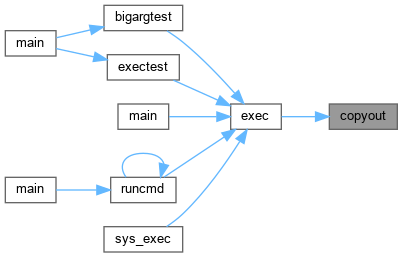 bigargtest
main
exectest
main
exec
copyout
main
runcmd
sys_exec